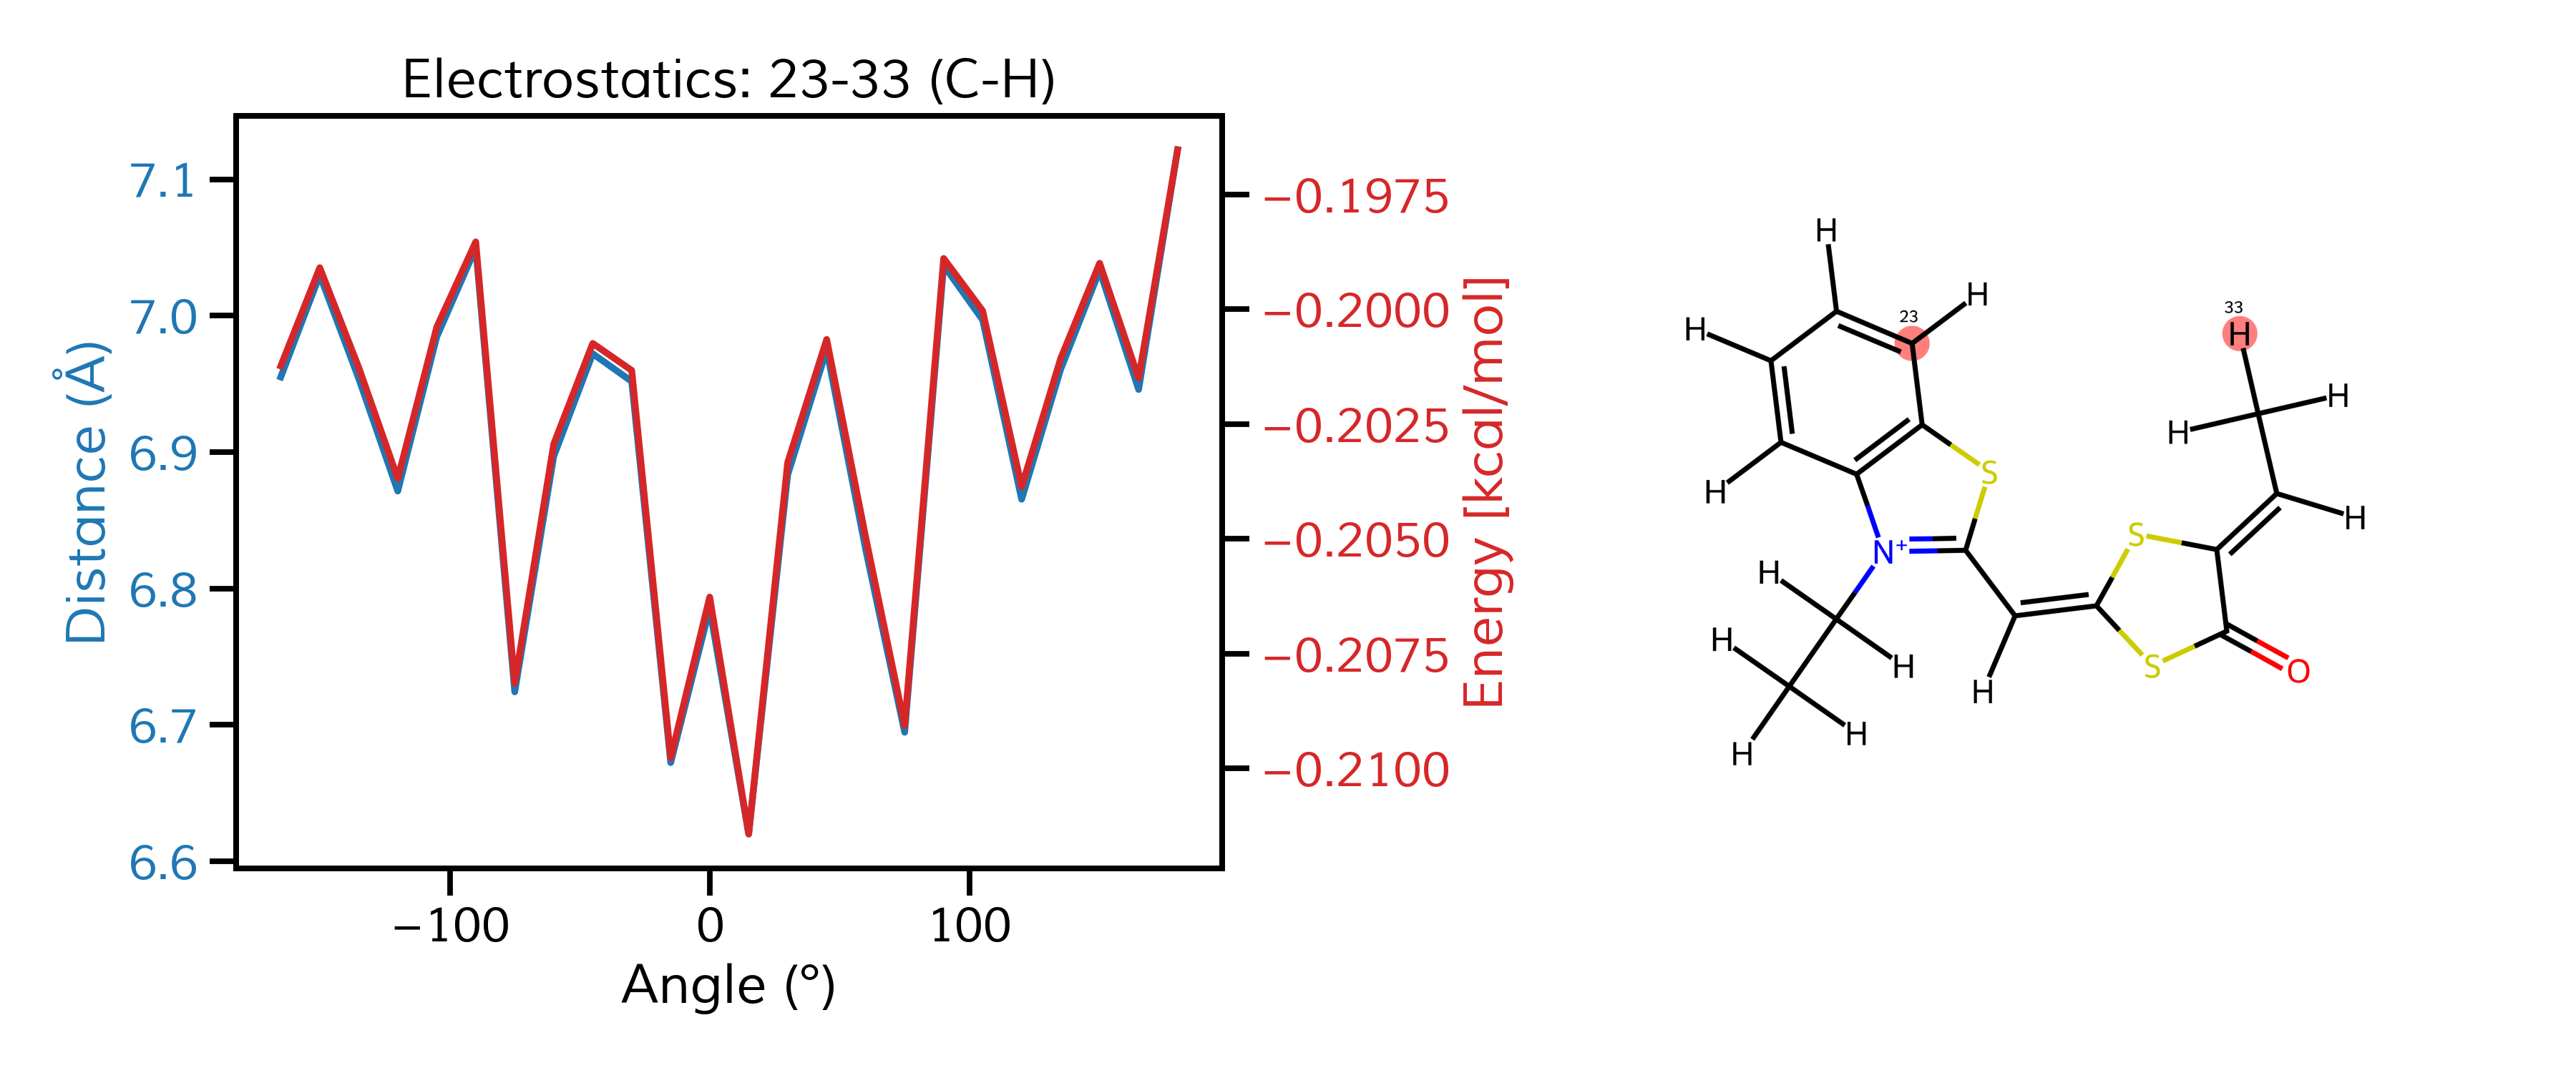 Electrostatics: 23-33 (C-H)
7.1
7.0
6.9
6.8
6.7
6.6
Distance (Å)
−100
0
100
Angle (°)
−0.1975
−0.2000
−0.2025
−0.2050
−0.2075
−0.2100
Energy [kcal/mol]
H
H
23
33
H
H
H
H
H
S
H
H
S
N+
H
H
H
S
O
H
H
H
H